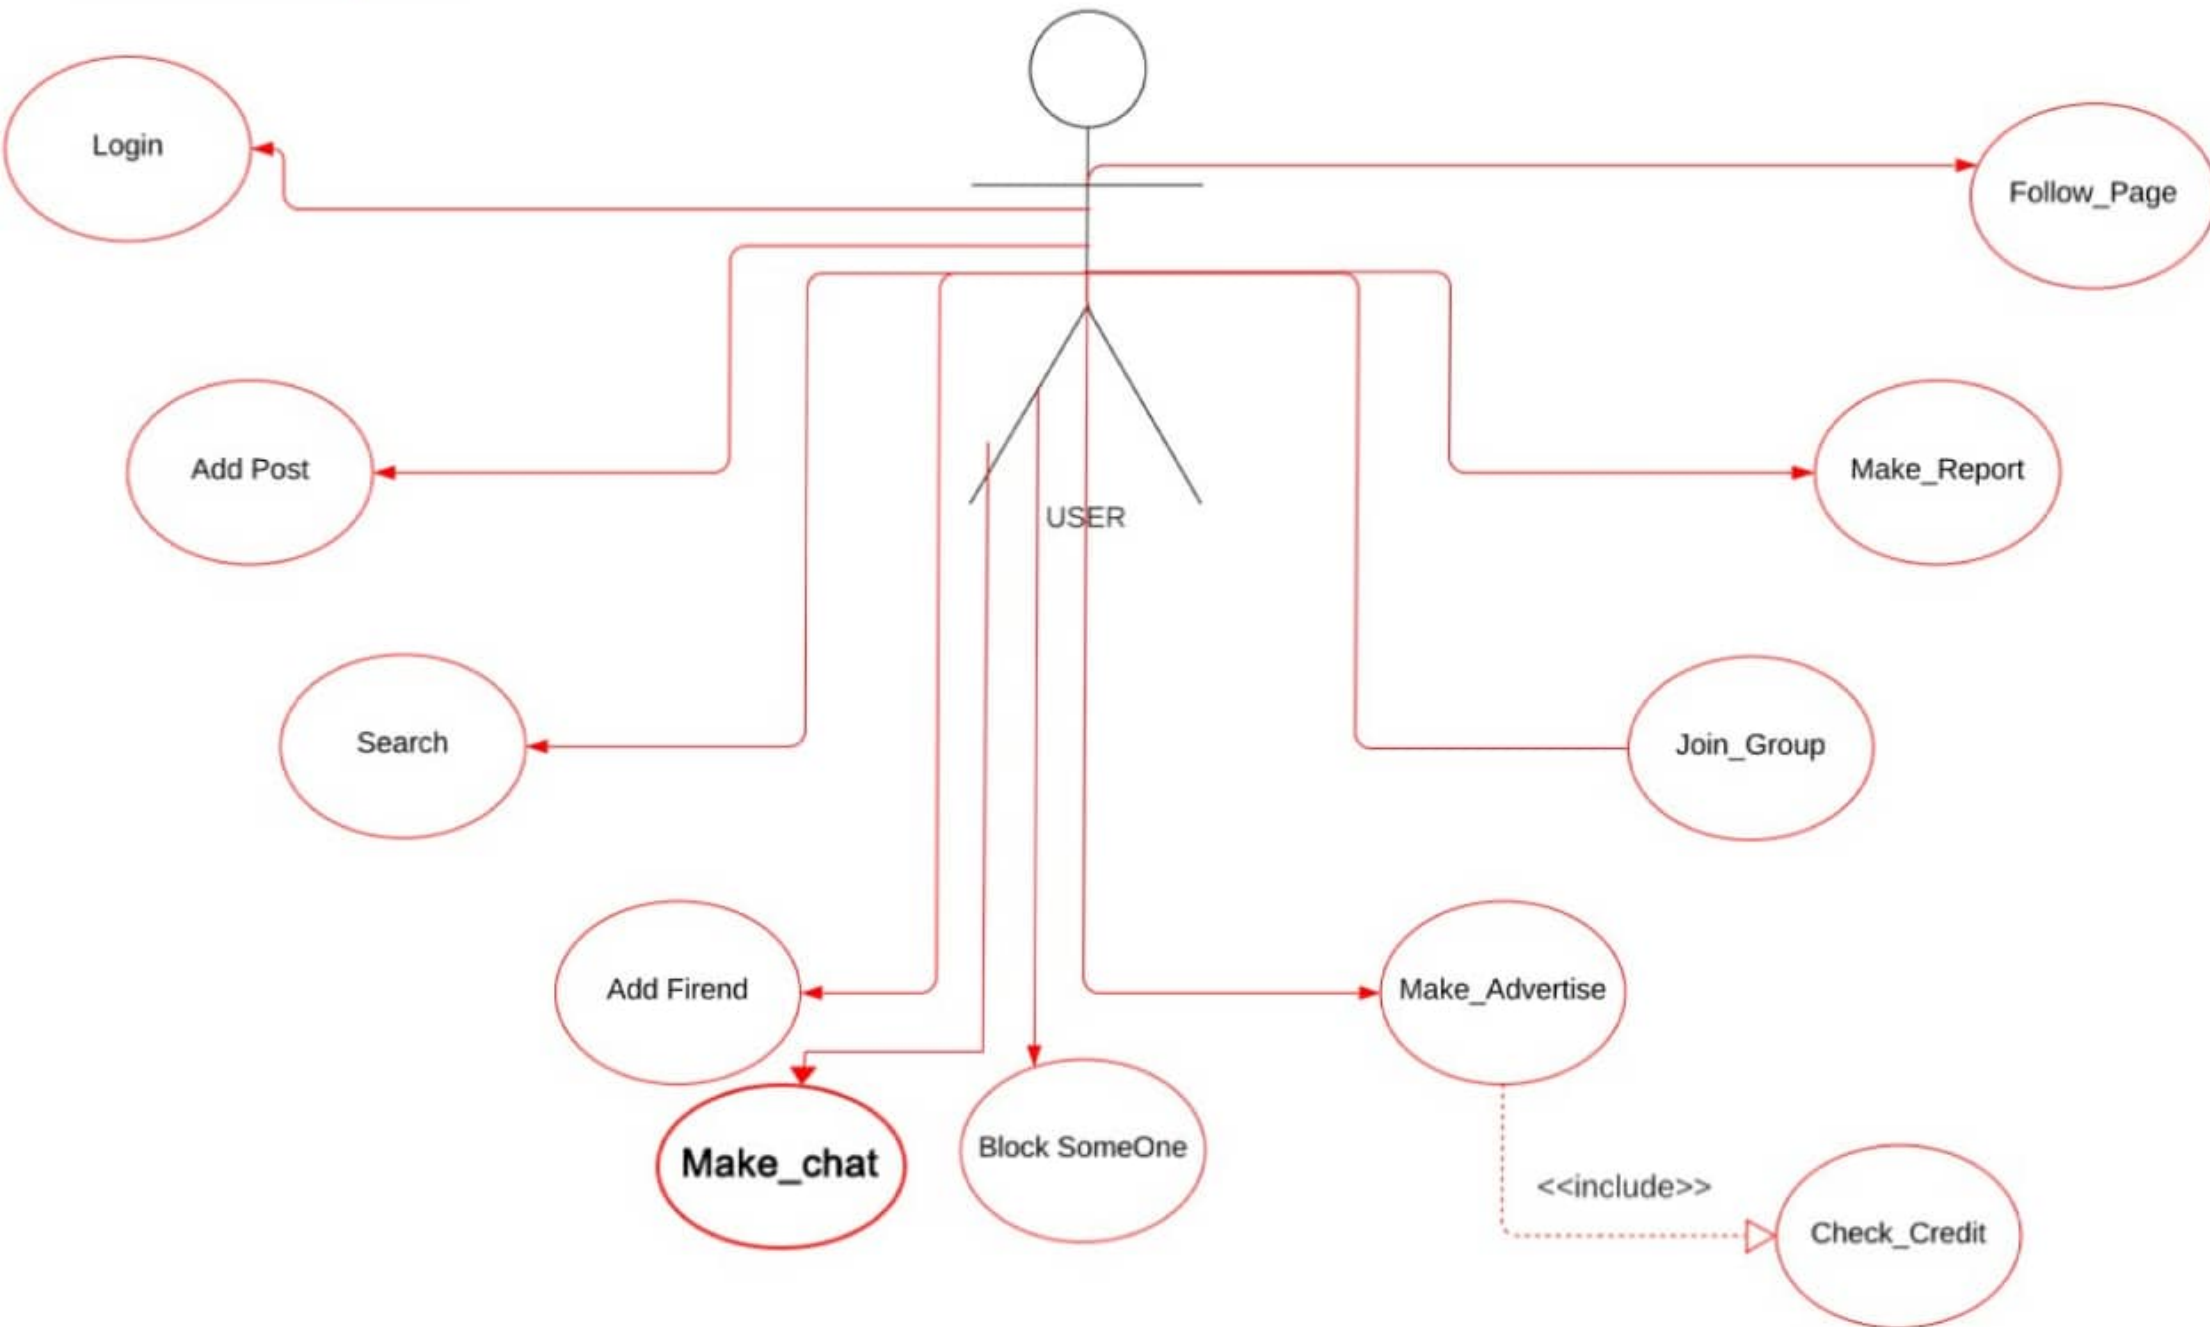 Login
Follow_Page
Add Post
Make_Report
USER
Search
Join_Group
Add Firend
Make_Advertise
Make_chat
Block SomeOne
<<include>>
Check_Credit